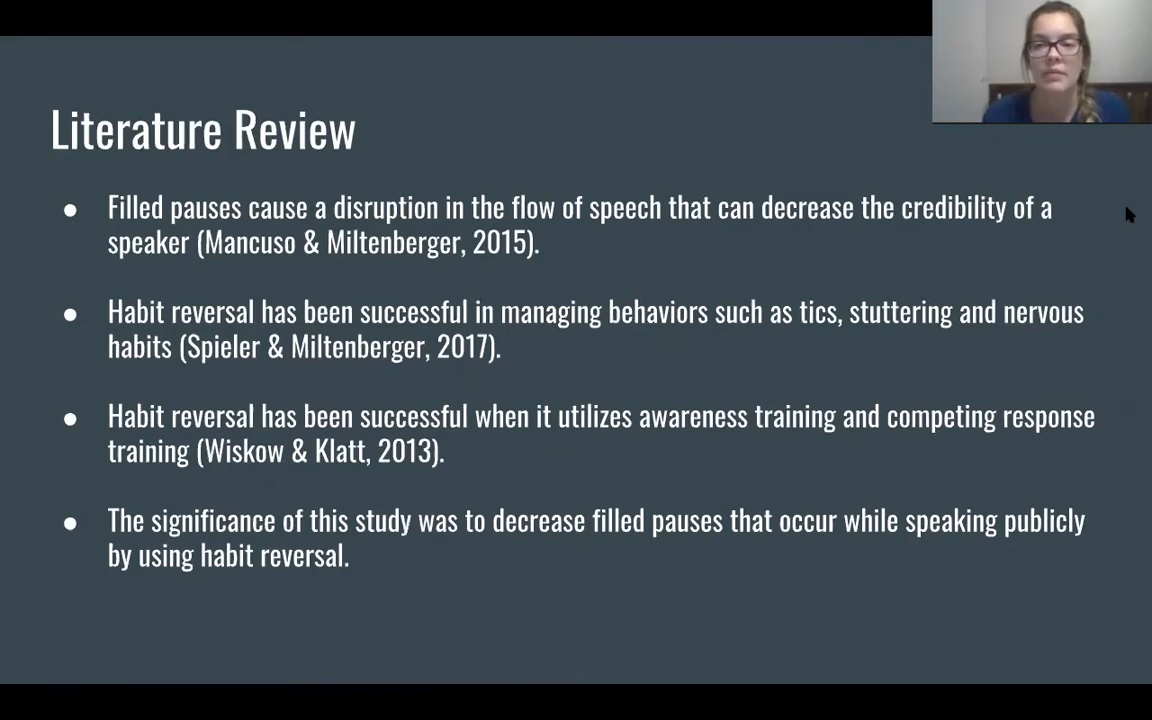 Literature Review
● Filled pauses cause a disruption in the flow of speech that can decrease the credibility of a
speaker (Mancuso & Miltenberger, 2015).
● Habit reversal has been successful in managing behaviors such as tics, stuttering and nervous
habits (Spieler & Miltenberger, 2017).
● Habit reversal has been successful when it utilizes awareness training and competing response
training (Wiskow & Klatt, 2013).
● The significance of this study was to decrease filled pauses that occur while speaking publicly
by using habit reversal.